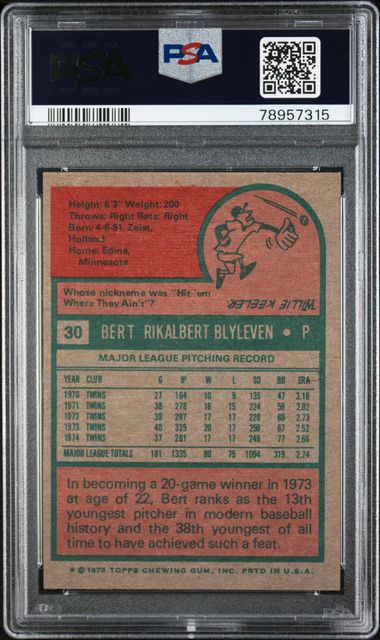 PSA
PSA
78957315
Height: 6'3" Weight: 200
Throws: Right Bats: Right
Born: 4-6-51, Zeist,
Holland
Home: Edina,
Minnesota
Whose nickname was "Hit 'em
Where They Ain't"?
WILLIE KEELER.
30 BERT RIKALBERT BLYLEVEN • P
MAJOR LEAGUE PITCHING RECORD
YEAR CLUB G IP W L SO BB ERA
1970 TWINS 27 164 10 9 135 47 3.18
1971 TWINS 38 278 16 15 224 59 2.82
1972 TWINS 39 287 17 17 228 69 2.73
1973 TWINS 40 325 20 17 258 67 2.52
1974 TWINS 37 281 17 17 249 77 2.66
MAJOR LEAGUE TOTALS 181 1335 80 75 1094 319 2.74
In becoming a 20-game winner in 1973
at age of 22, Bert ranks as the 13th
youngest pitcher in modern baseball
history and the 38th youngest of all
time to have achieved such a feat.
★ © 1975 TOPPS CHEWING GUM, INC. PRTD IN U.S.A.